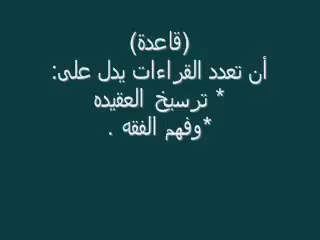 (قاعدة)
أن تعدد القراءات يدل على:
* ترسيخ العقيده
*وفهم الفقه .